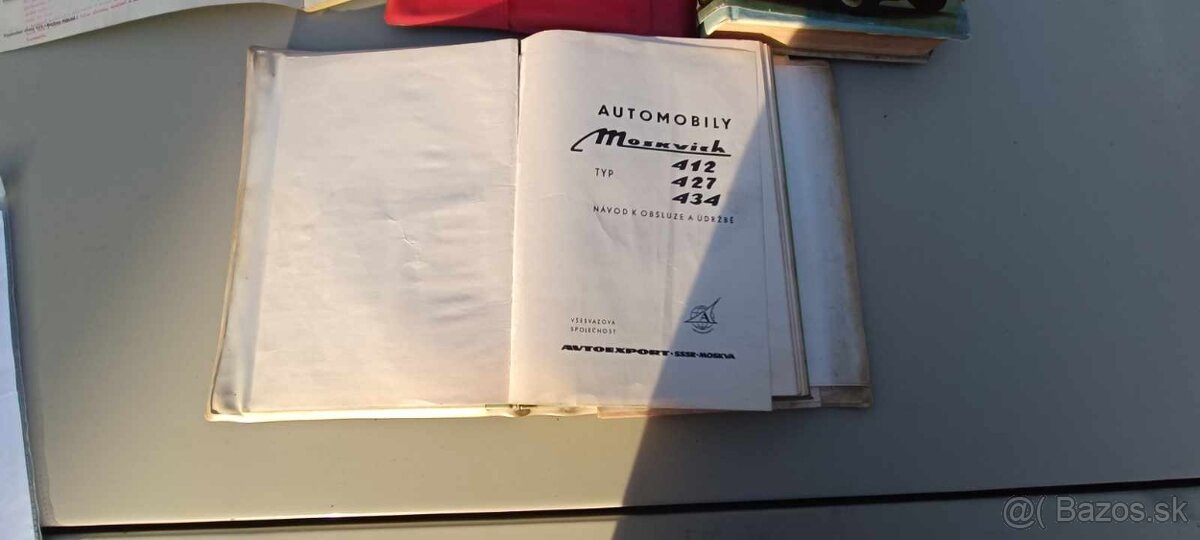 AUTOMOBILY
Moskvich
TYP
412
427
434
NÁVOD K OBSLUZE A ÚDRŽBĚ
VŠESVAZOVÁ
SPOLEČNOST
AVTOEXPORT · SSSR · MOSKVA
@( Bazos.sk